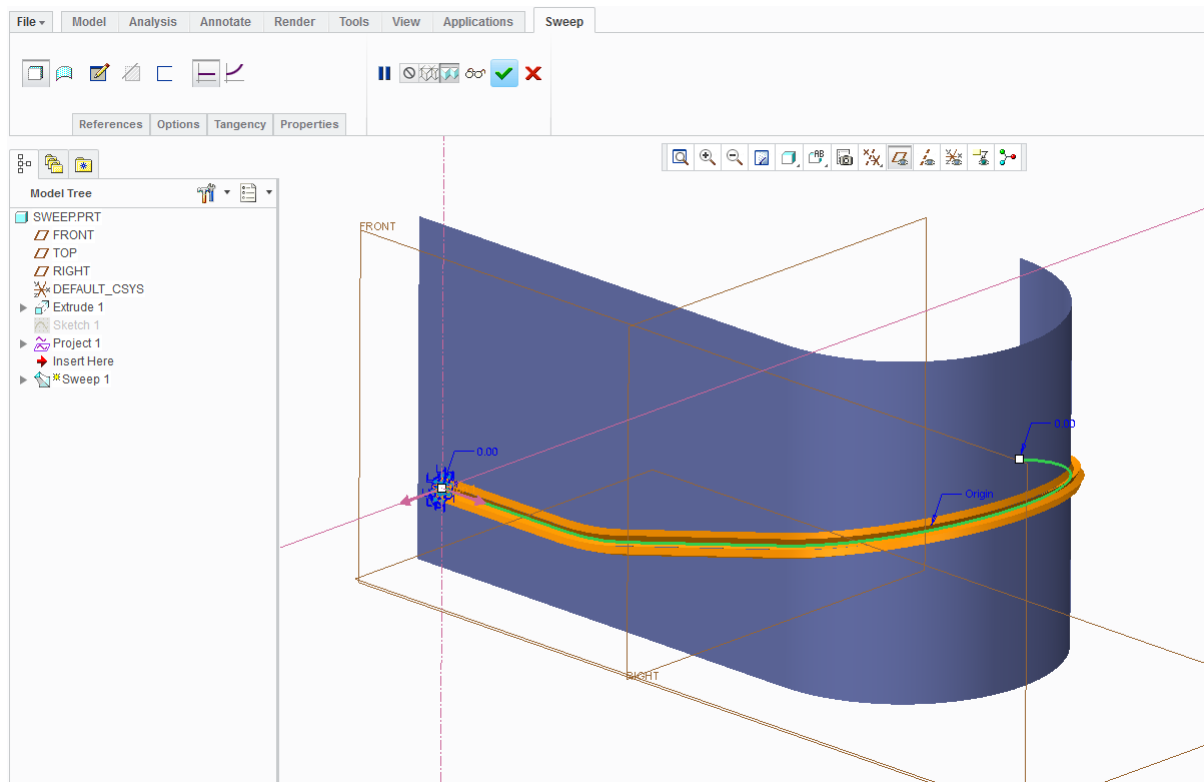 File Model Analysis Annotate Render Tools View Applications Sweep
References Options Tangency Properties
Model Tree
SWEEP.PRT
FRONT
TOP
RIGHT
DEFAULT_CSYS
Extrude 1
Sketch 1
Project 1
Insert Here
Sweep 1
AB
FRONT
0.00
0.00
Origin
RIGHT